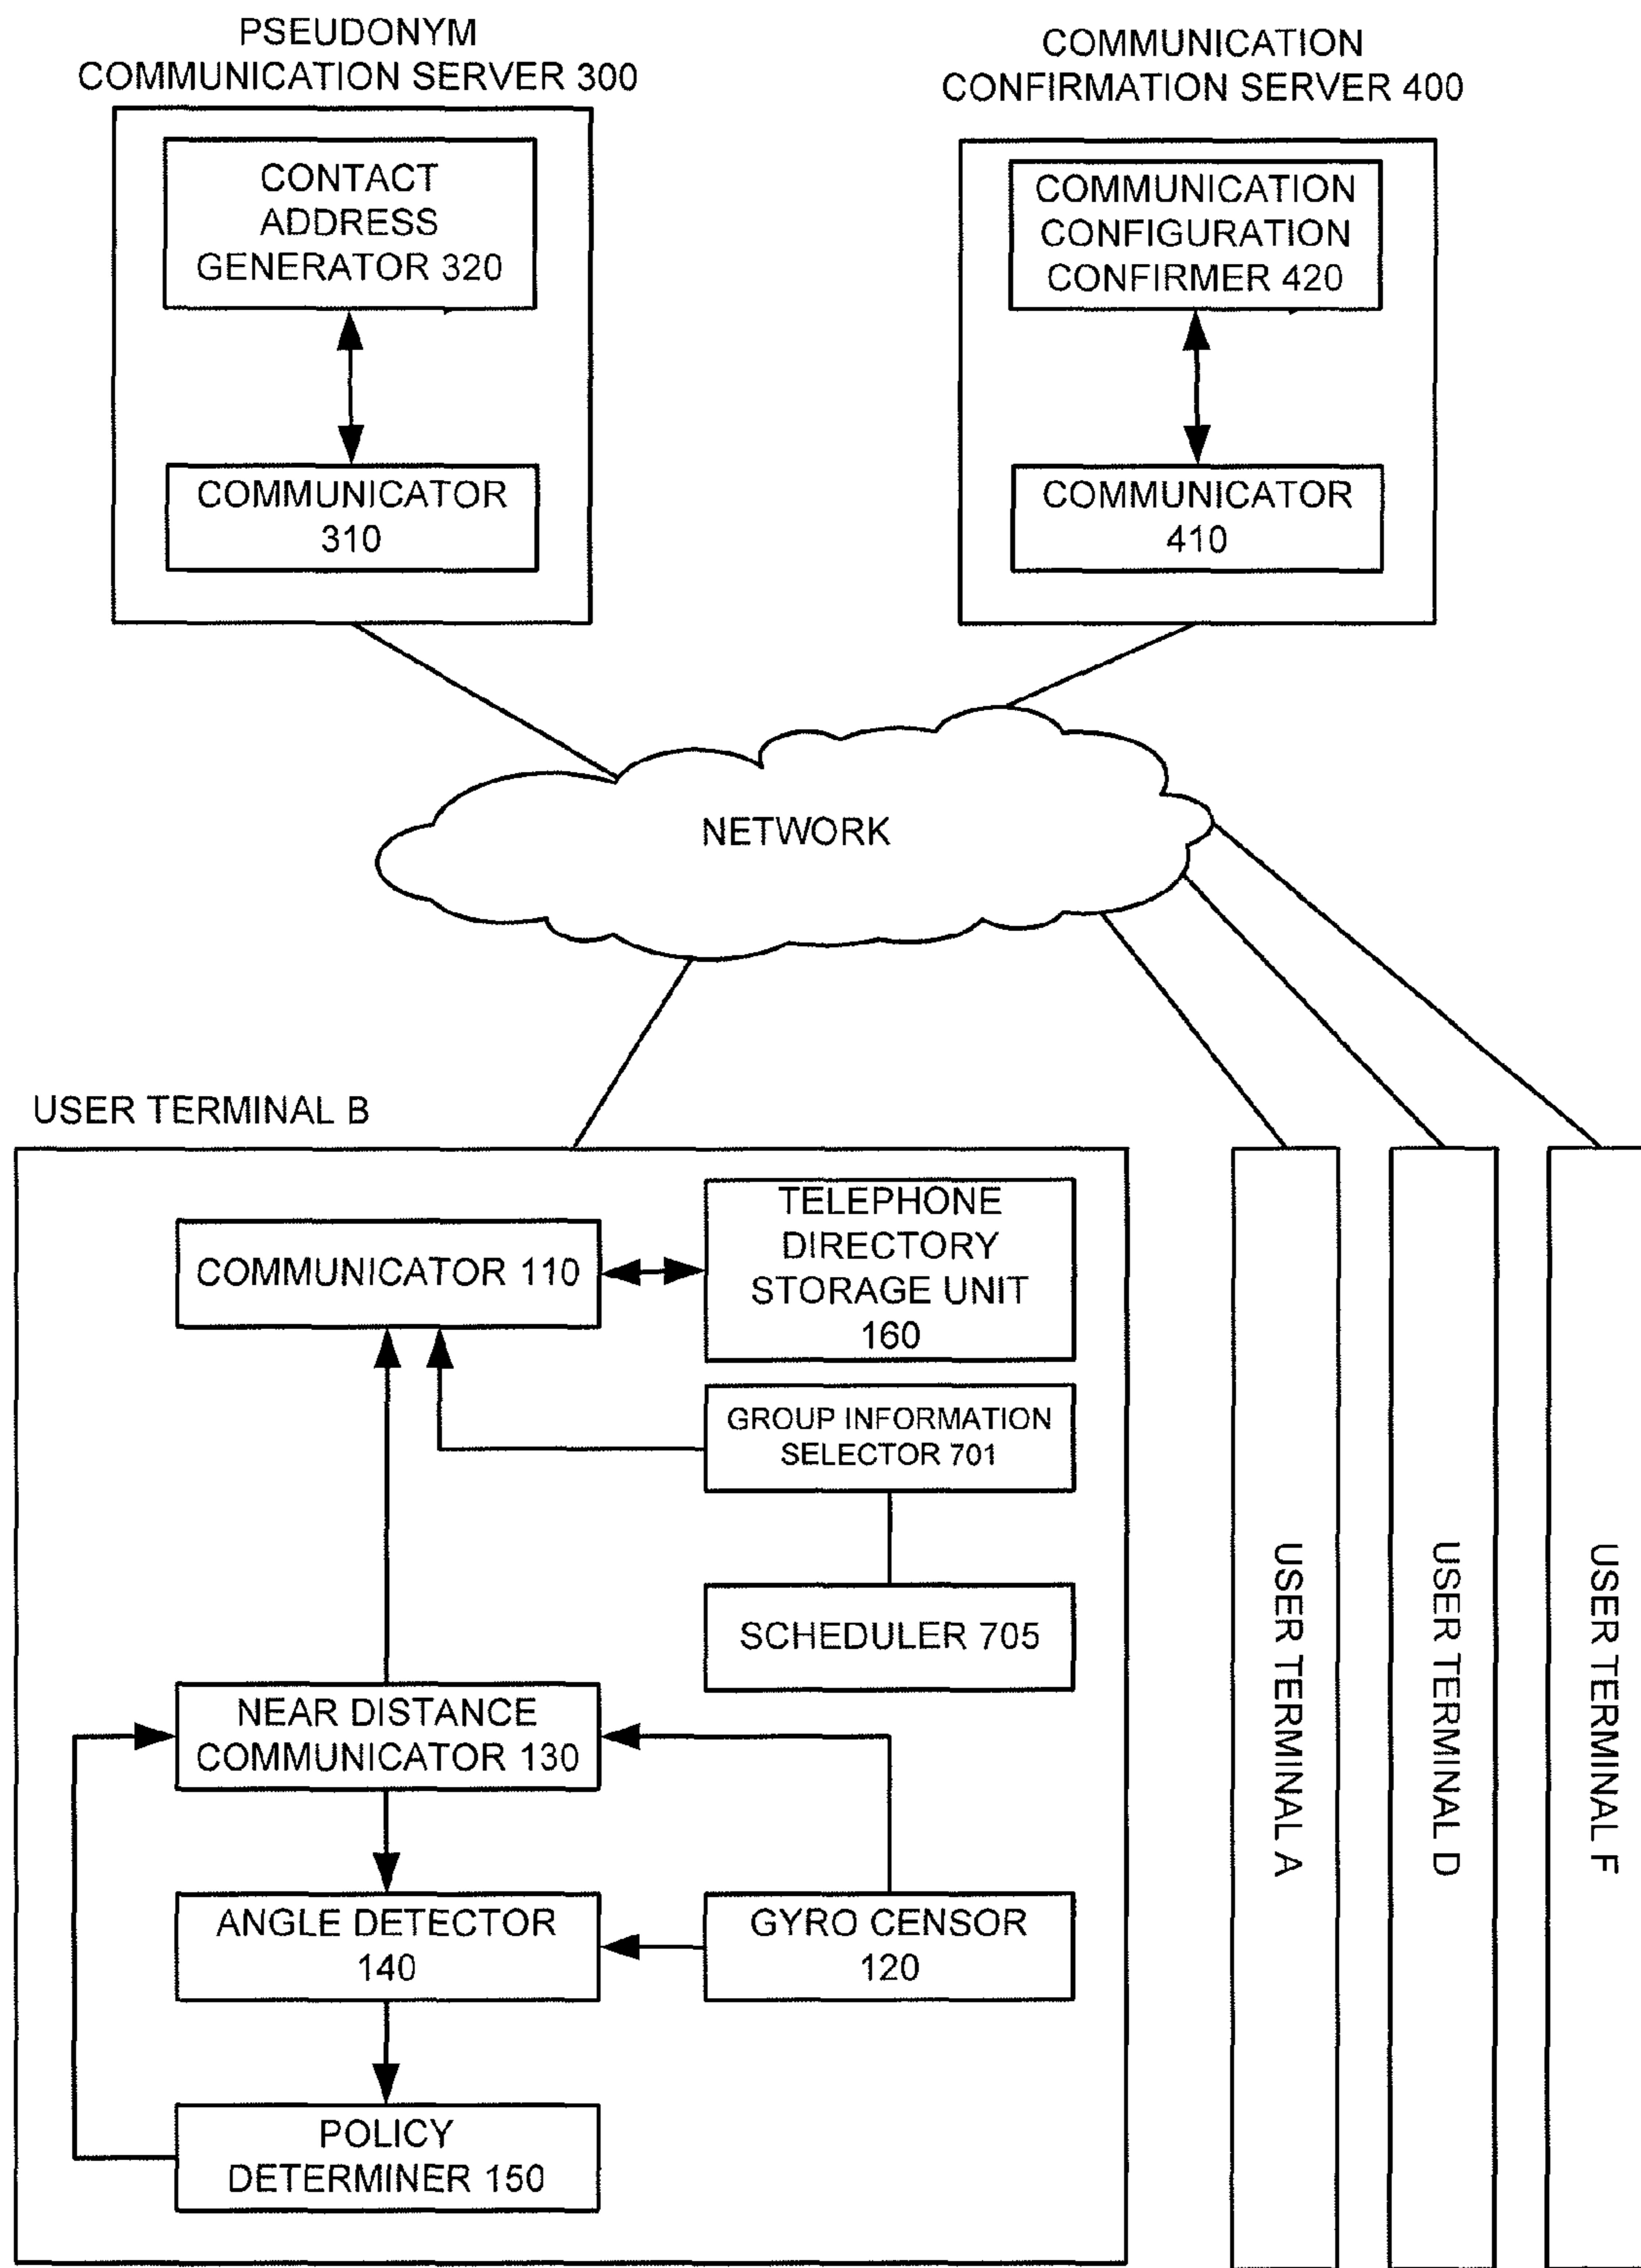 PSEUDONYM
COMMUNICATION SERVER 300
CONTACT
ADDRESS
GENERATOR 320
COMMUNICATOR
310
COMMUNICATION
CONFIRMATION SERVER 400
COMMUNICATION
CONFIGURATION
CONFIRMER 420
COMMUNICATOR
410
NETWORK
USER TERMINAL B
COMMUNICATOR 110
TELEPHONE
DIRECTORY
STORAGE UNIT
160
GROUP INFORMATION
SELECTOR 701
SCHEDULER 705
NEAR DISTANCE
COMMUNICATOR 130
ANGLE DETECTOR
140
GYRO CENSOR
120
POLICY
DETERMINER 150
USER TERMINAL A
USER TERMINAL D
USER TERMINAL F